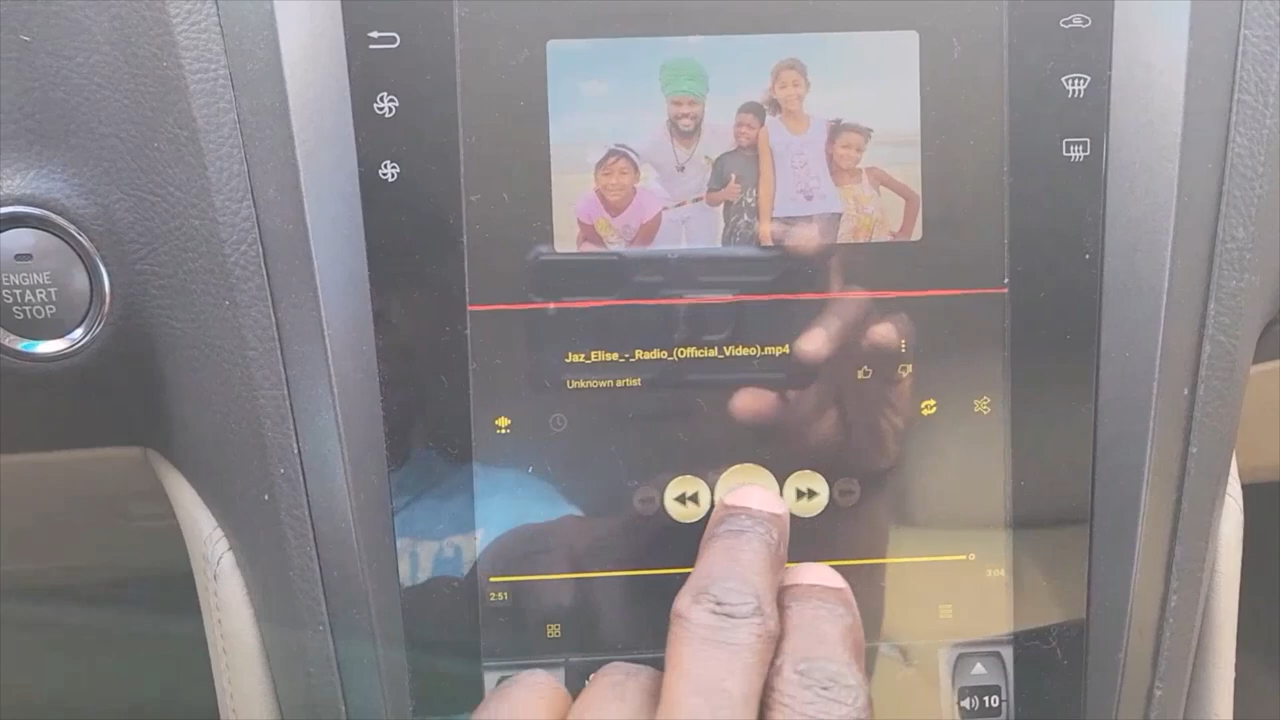 ENGINE
START
STOP
Jaz_Elise_-_Radio_(Official_Video).mp4
Unknown artist
2:51
3:04
10